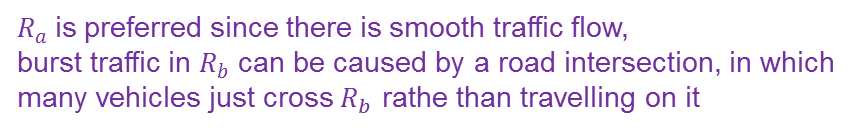 R_a is preferred since there is smooth traffic flow,
burst traffic in R_b can be caused by a road intersection, in which
many vehicles just cross R_b rathe than travelling on it